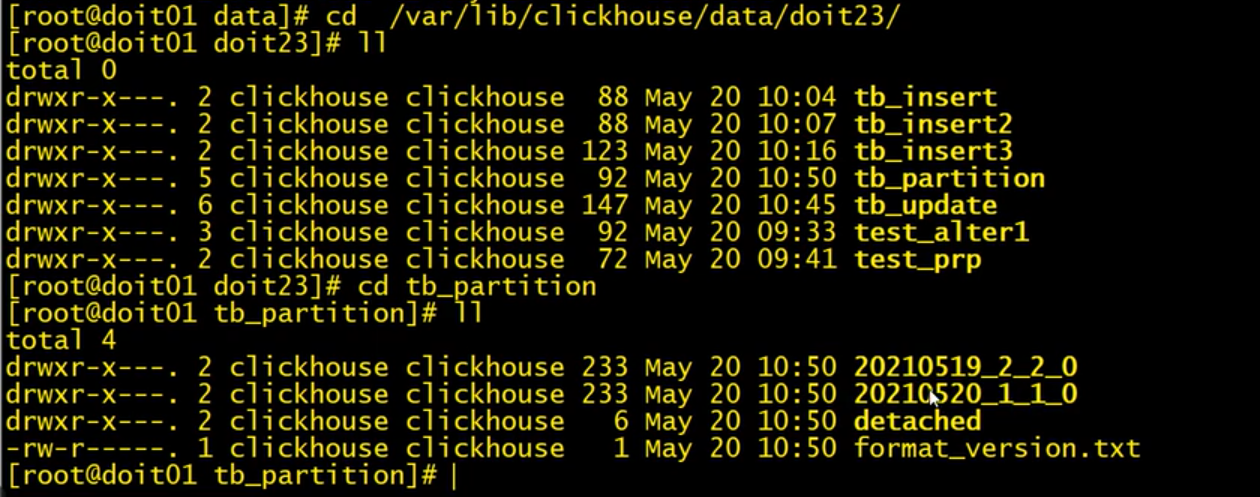 [root@doit01 data]# cd  /var/lib/clickhouse/data/doit23/
[root@doit01 doit23]# ll
total 0
drwxr-x---. 2 clickhouse clickhouse  88 May 20 10:04 tb_insert
drwxr-x---. 2 clickhouse clickhouse  88 May 20 10:07 tb_insert2
drwxr-x---. 2 clickhouse clickhouse 123 May 20 10:16 tb_insert3
drwxr-x---. 5 clickhouse clickhouse  92 May 20 10:50 tb_partition
drwxr-x---. 6 clickhouse clickhouse 147 May 20 10:45 tb_update
drwxr-x---. 3 clickhouse clickhouse  92 May 20 09:33 test_alter1
drwxr-x---. 2 clickhouse clickhouse  72 May 20 09:41 test_prp
[root@doit01 doit23]# cd tb_partition
[root@doit01 tb_partition]# ll
total 4
drwxr-x---. 2 clickhouse clickhouse 233 May 20 10:50 20210519_2_2_0
drwxr-x---. 2 clickhouse clickhouse 233 May 20 10:50 20210520_1_1_0
drwxr-x---. 2 clickhouse clickhouse   6 May 20 10:50 detached
-rw-r-----. 1 clickhouse clickhouse   1 May 20 10:50 format_version.txt
[root@doit01 tb_partition]#